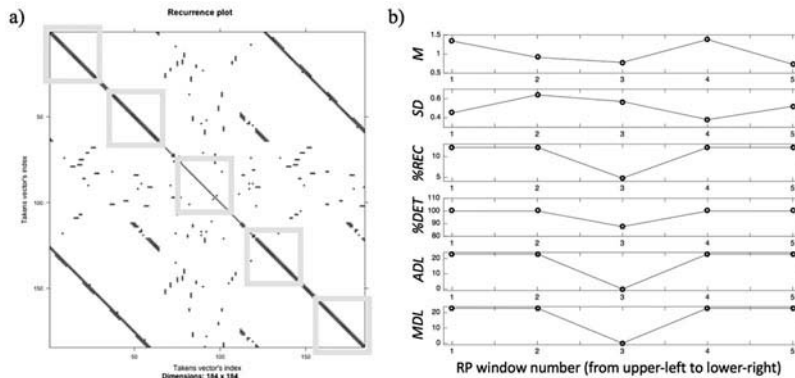 a)
Recurrence plot
Takens vector's index
50
100
150
50
100
150
Takens vector's index
Dimensions: 184 x 184
b)
M
1.5
1
0.5
1 2 3 4 5
SD
0.6
0.4
1 2 3 4 5
%REC
10
5
1 2 3 4 5
%DET
110
100
90
80
1 2 3 4 5
ADL
20
10
0
1 2 3 4 5
MDL
20
10
0
1 2 3 4 5
RP window number (from upper-left to lower-right)